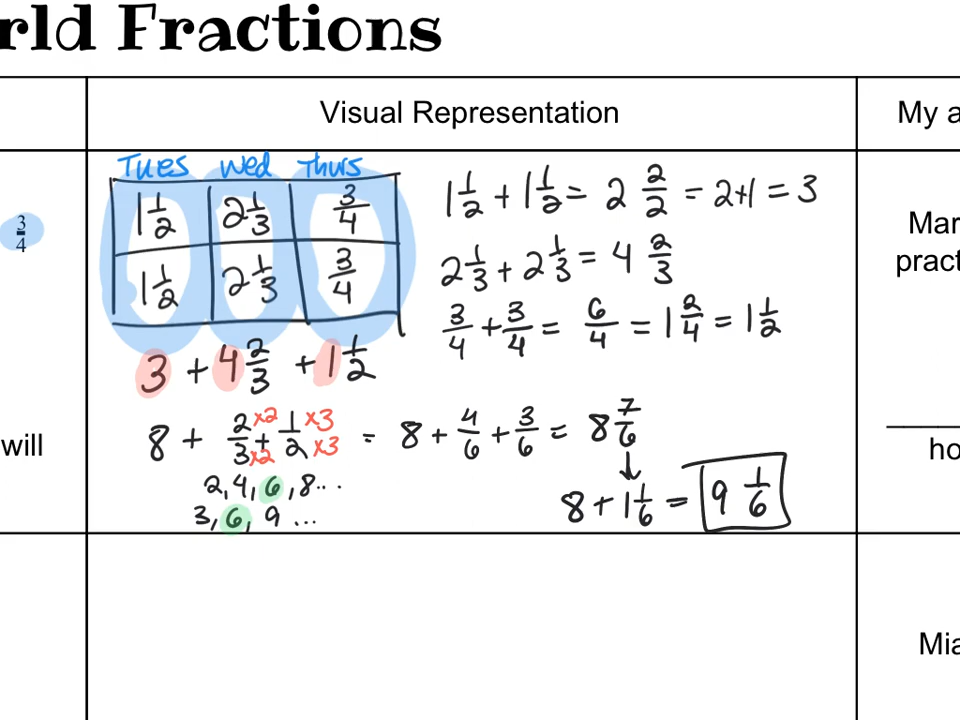 rld Fractions
Visual Representation
My a
Tues Wed Thurs
1 1/2 2 1/3 3/4
1 1/2 2 1/3 3/4
3 + 4 2/3 + 1 1/2
1 1/2 + 1 1/2 = 2 2/2 = 2+1 = 3
2 1/3 + 2 1/3 = 4 2/3
3/4 + 3/4 = 6/4 = 1 2/4 = 1 1/2
8 + 2/3 ×2 ×2 + 1/2 ×3 ×3 = 8 + 4/6 + 3/6 = 8 7/6
↓
8 + 1 1/6 = 9 1/6
2, 4, 6, 8...
3, 6, 9 ...
3/4
will
Mar
pract
ho
Mia